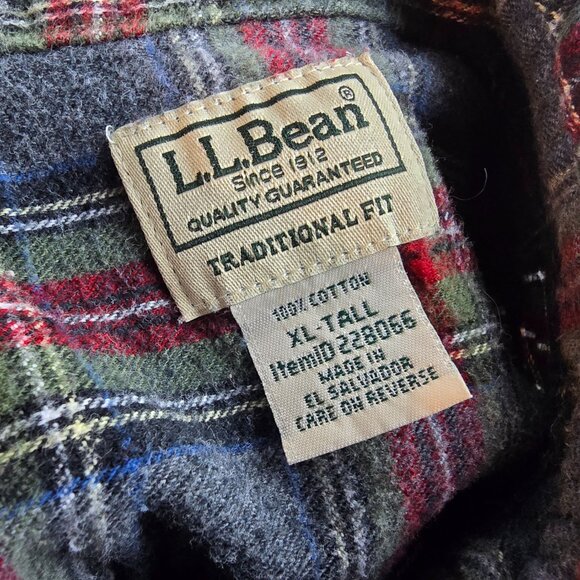 L.L.Bean®
Since 1912
QUALITY GUARANTEED
TRADITIONAL FIT
100% COTTON
XL-TALL
ItemID 228066
MADE IN
EL SALVADOR
CARE ON REVERSE